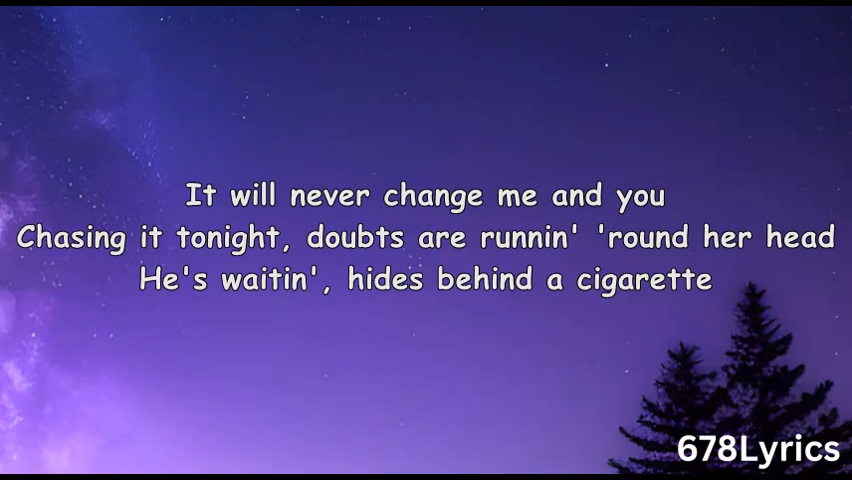 It will never change me and you
Chasing it tonight, doubts are runnin' 'round her head
He's waitin', hides behind a cigarette
678Lyrics